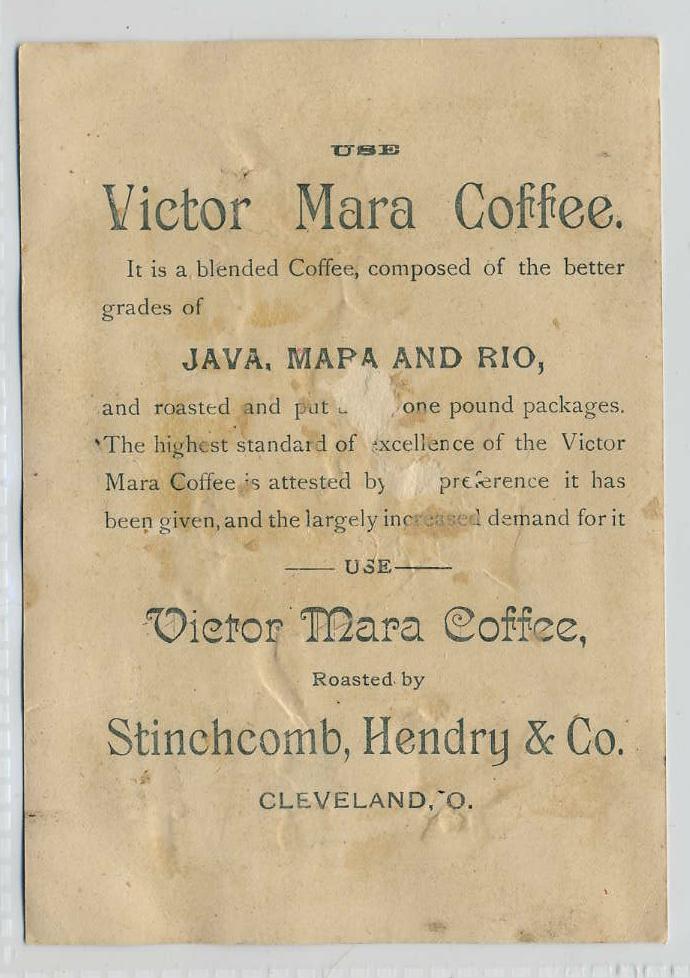 USE
Victor Mara Coffee.
It is a blended Coffee, composed of the better
grades of
JAVA, MAPA AND RIO,
and roasted and put one pound packages.
The highest standard of excellence of the Victor
Mara Coffee is attested by preference it has
been given, and the largely increased demand for it
USE
Victor Mara Coffee,
Roasted by
Stinchcomb, Hendry & Co.
CLEVELAND, O.